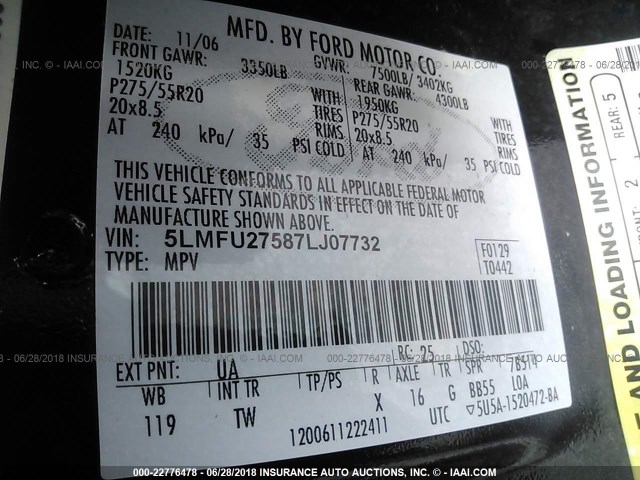 MFD. BY FORD MOTOR CO.
DATE: 11/06 GVWR: 7500LB/ 3402KG
FRONT GAWR: 3350LB REAR GAWR: 4300LB
1520KG WITH 1950KG WITH
P275/55R20 TIRES P275/55R20 TIRES
20x8.5 RIMS 20x8.5 RIMS
AT 240 kPa/ 35 PSI COLD AT 240 kPa/ 35 PSI COLD
THIS VEHICLE CONFORMS TO ALL APPLICABLE FEDERAL MOTOR
VEHICLE SAFETY STANDARDS IN EFFECT ON THE DATE OF
MANUFACTURE SHOWN ABOVE.
VIN: 5LMFU27587LJ07732 F0129
TYPE: MPV T0442
RC: 25 DSO:
EXT PNT: UA 78514
WB INT TR TP/PS R AXLE TR SPR
119 TW X 16 G BB55 LOA
1200611222411 UTC ▽5U5A-1520472-BA
Ford
REAR: 5
2
E AND LOADING INFORMATION
000-22776478 - 06/28/2018 INSURANCE AUTO AUCTIONS, INC. - © IAAI.COM